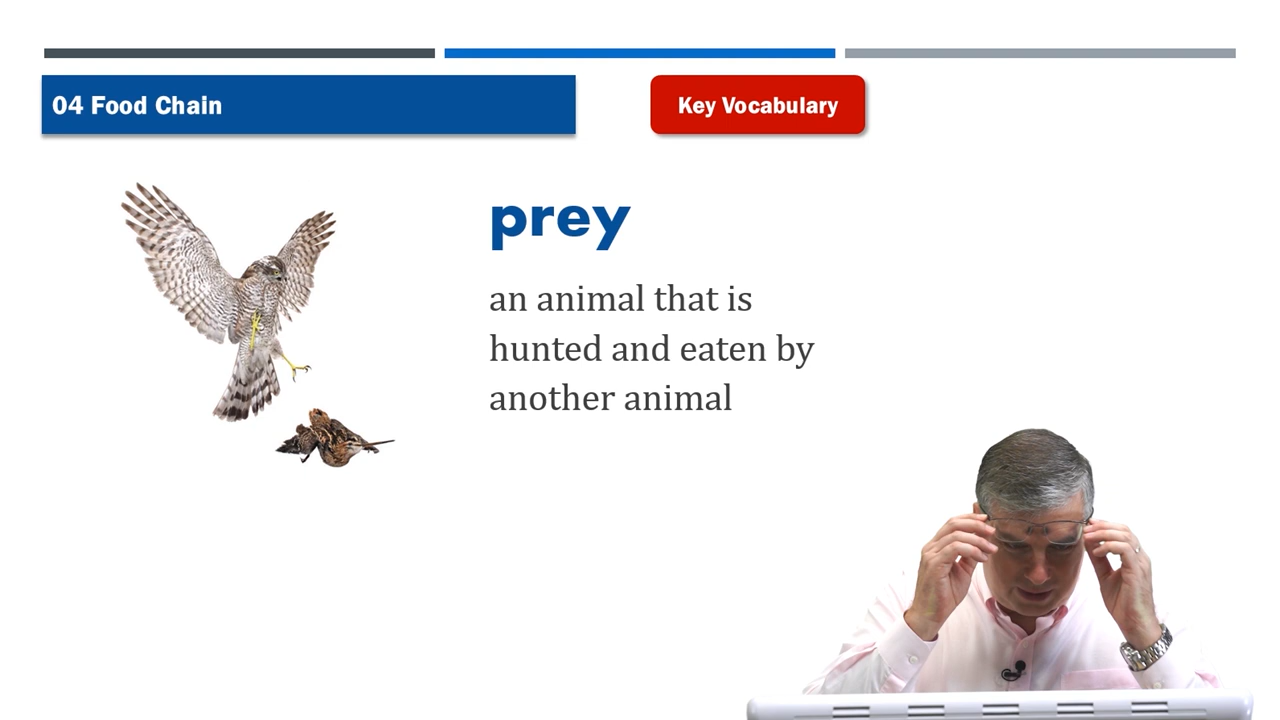 04 Food Chain
Key Vocabulary
prey
an animal that is
hunted and eaten by
another animal